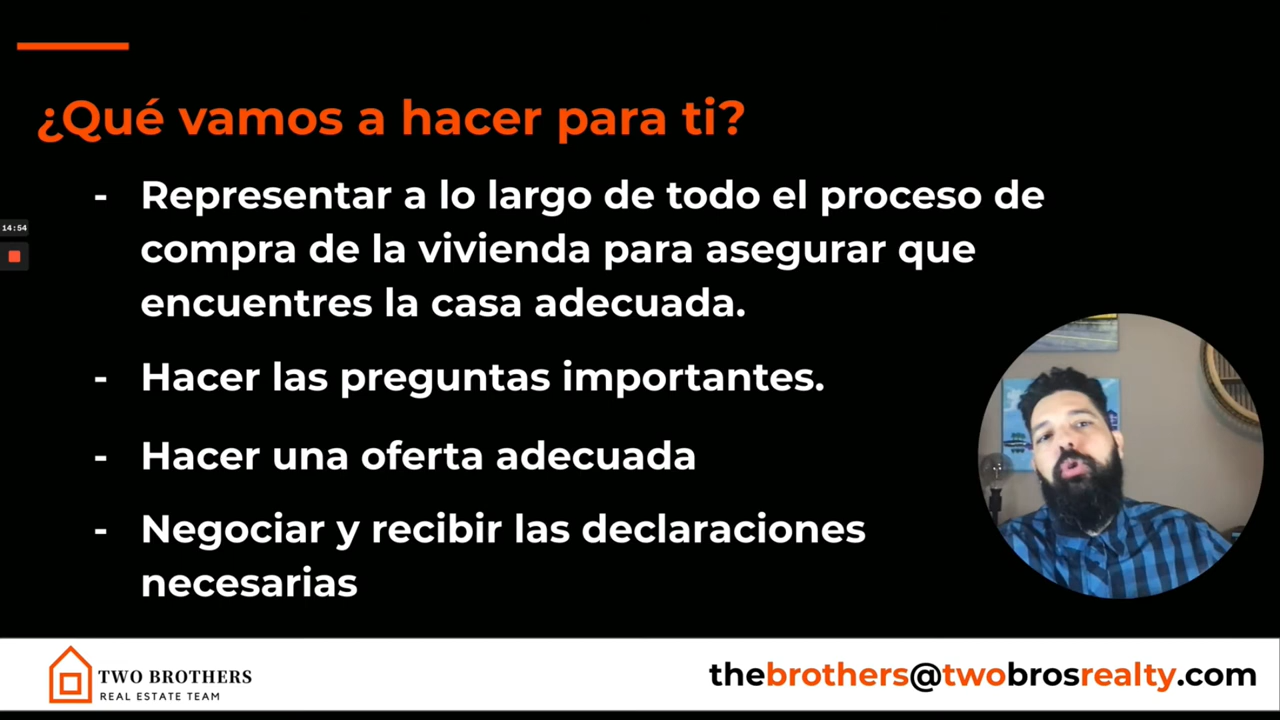 ¿Qué vamos a hacer para ti?
- Representar a lo largo de todo el proceso de
compra de la vivienda para asegurar que
encuentres la casa adecuada.
14:54
- Hacer las preguntas importantes.
- Hacer una oferta adecuada
- Negociar y recibir las declaraciones
necesarias
TWO BROTHERS
REAL ESTATE TEAM
thebrothers@twobrosrealty.com